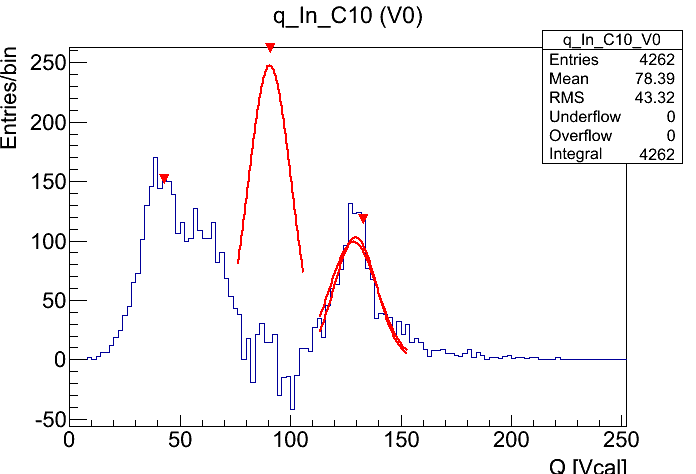 q_In_C10 (V0)
q_In_C10_V0
Entries 4262
Mean 78.39
RMS 43.32
Underflow 0
Overflow 0
Integral 4262
Entries/bin
250
200
150
100
50
0
-50
0 50 100 150 200 250
Q [Vcal]